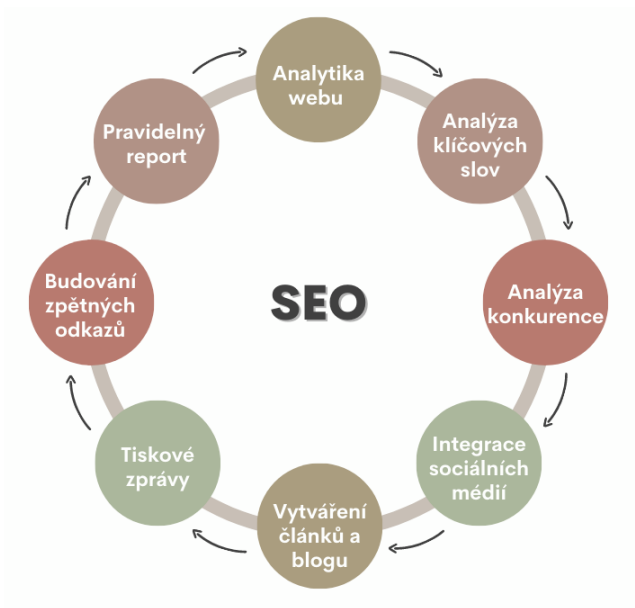 Analytika
webu
Analýza
klíčových
slov
Analýza
konkurence
Integrace
sociálních
médií
Vytváření
článků a
blogu
Tiskové
zprávy
Budování
zpětných
odkazů
Pravidelný
report
SEO